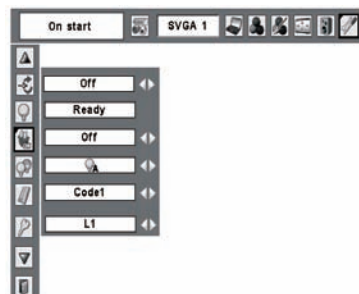 On start SVGA 1
Off
Ready
Off
A
Code1
L1